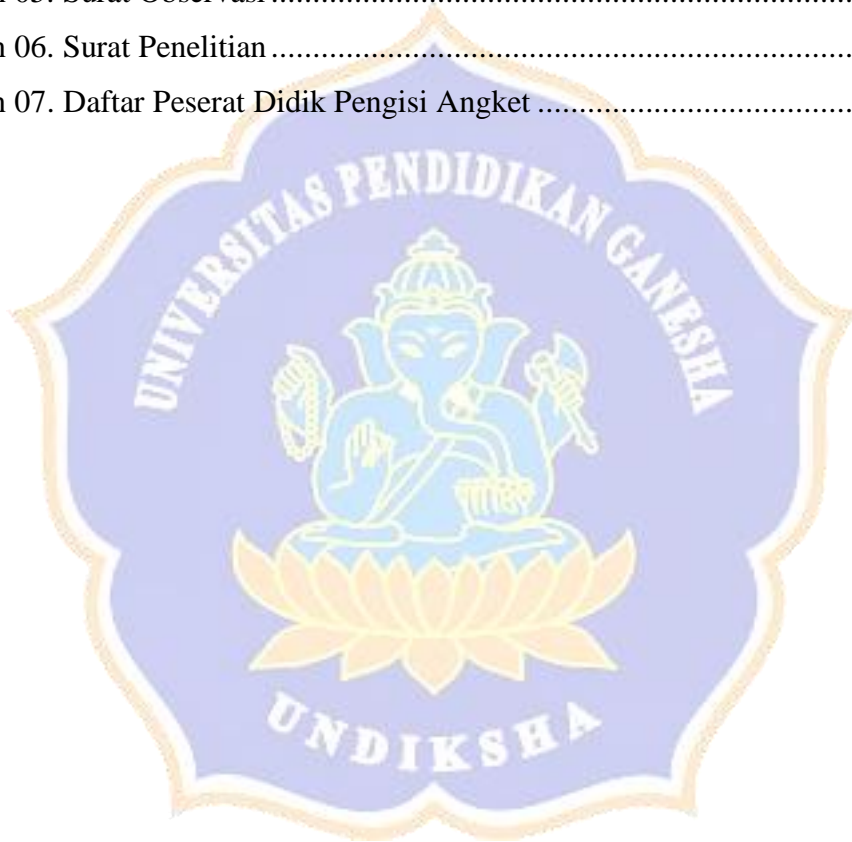 n 05. Surat Observasi ........................................................................
n 06. Surat Penelitian ........................................................................
n 07. Daftar Peserat Didik Pengisi Angket ........................................
UNIVERSITAS PENDIDIKAN GANESHA
UNDIKSHA